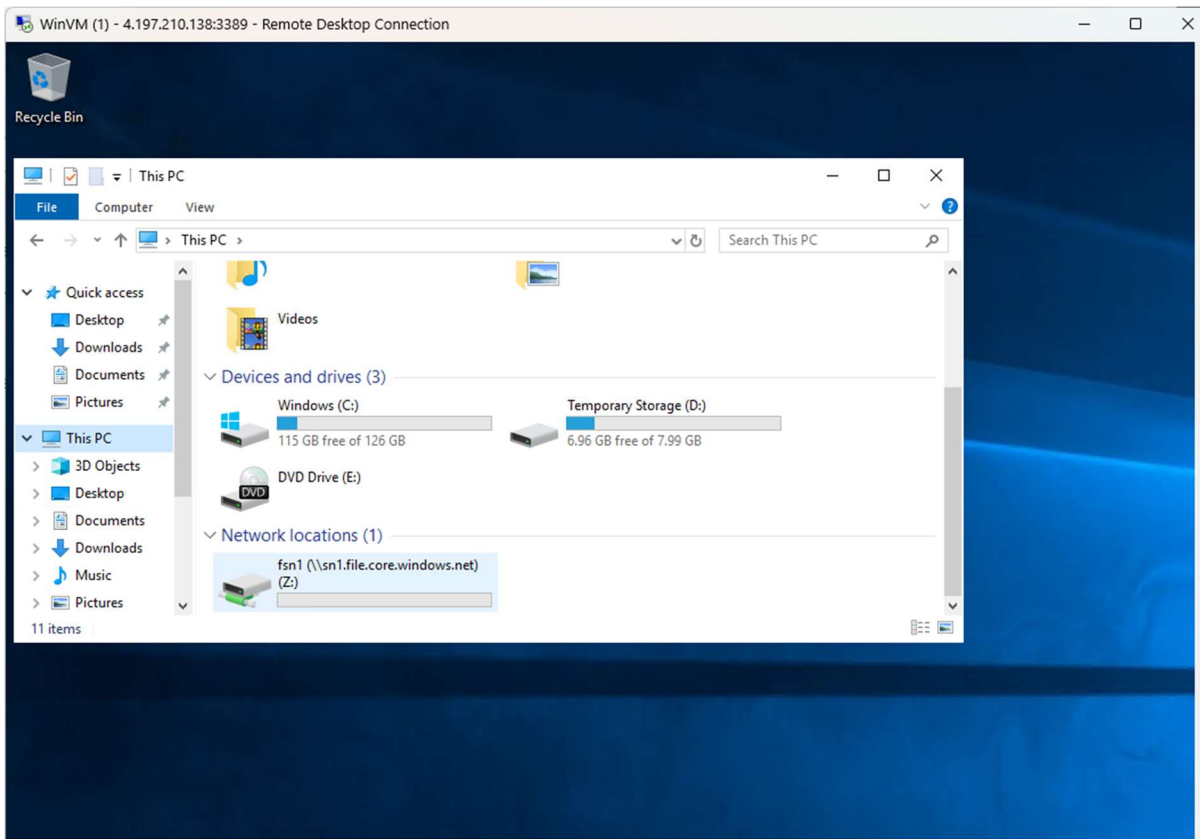 WinVM (1) - 4.197.210.138:3389 - Remote Desktop Connection
Recycle Bin
This PC
File Computer View
This PC
Search This PC
Quick access
Desktop
Downloads
Documents
Pictures
This PC
3D Objects
Desktop
Documents
Downloads
Music
Pictures
Videos
Devices and drives (3)
Windows (C:)
115 GB free of 126 GB
Temporary Storage (D:)
6.96 GB free of 7.99 GB
DVD Drive (E:)
DVD
Network locations (1)
fsn1 (\\sn1.file.core.windows.net)
(Z:)
11 items